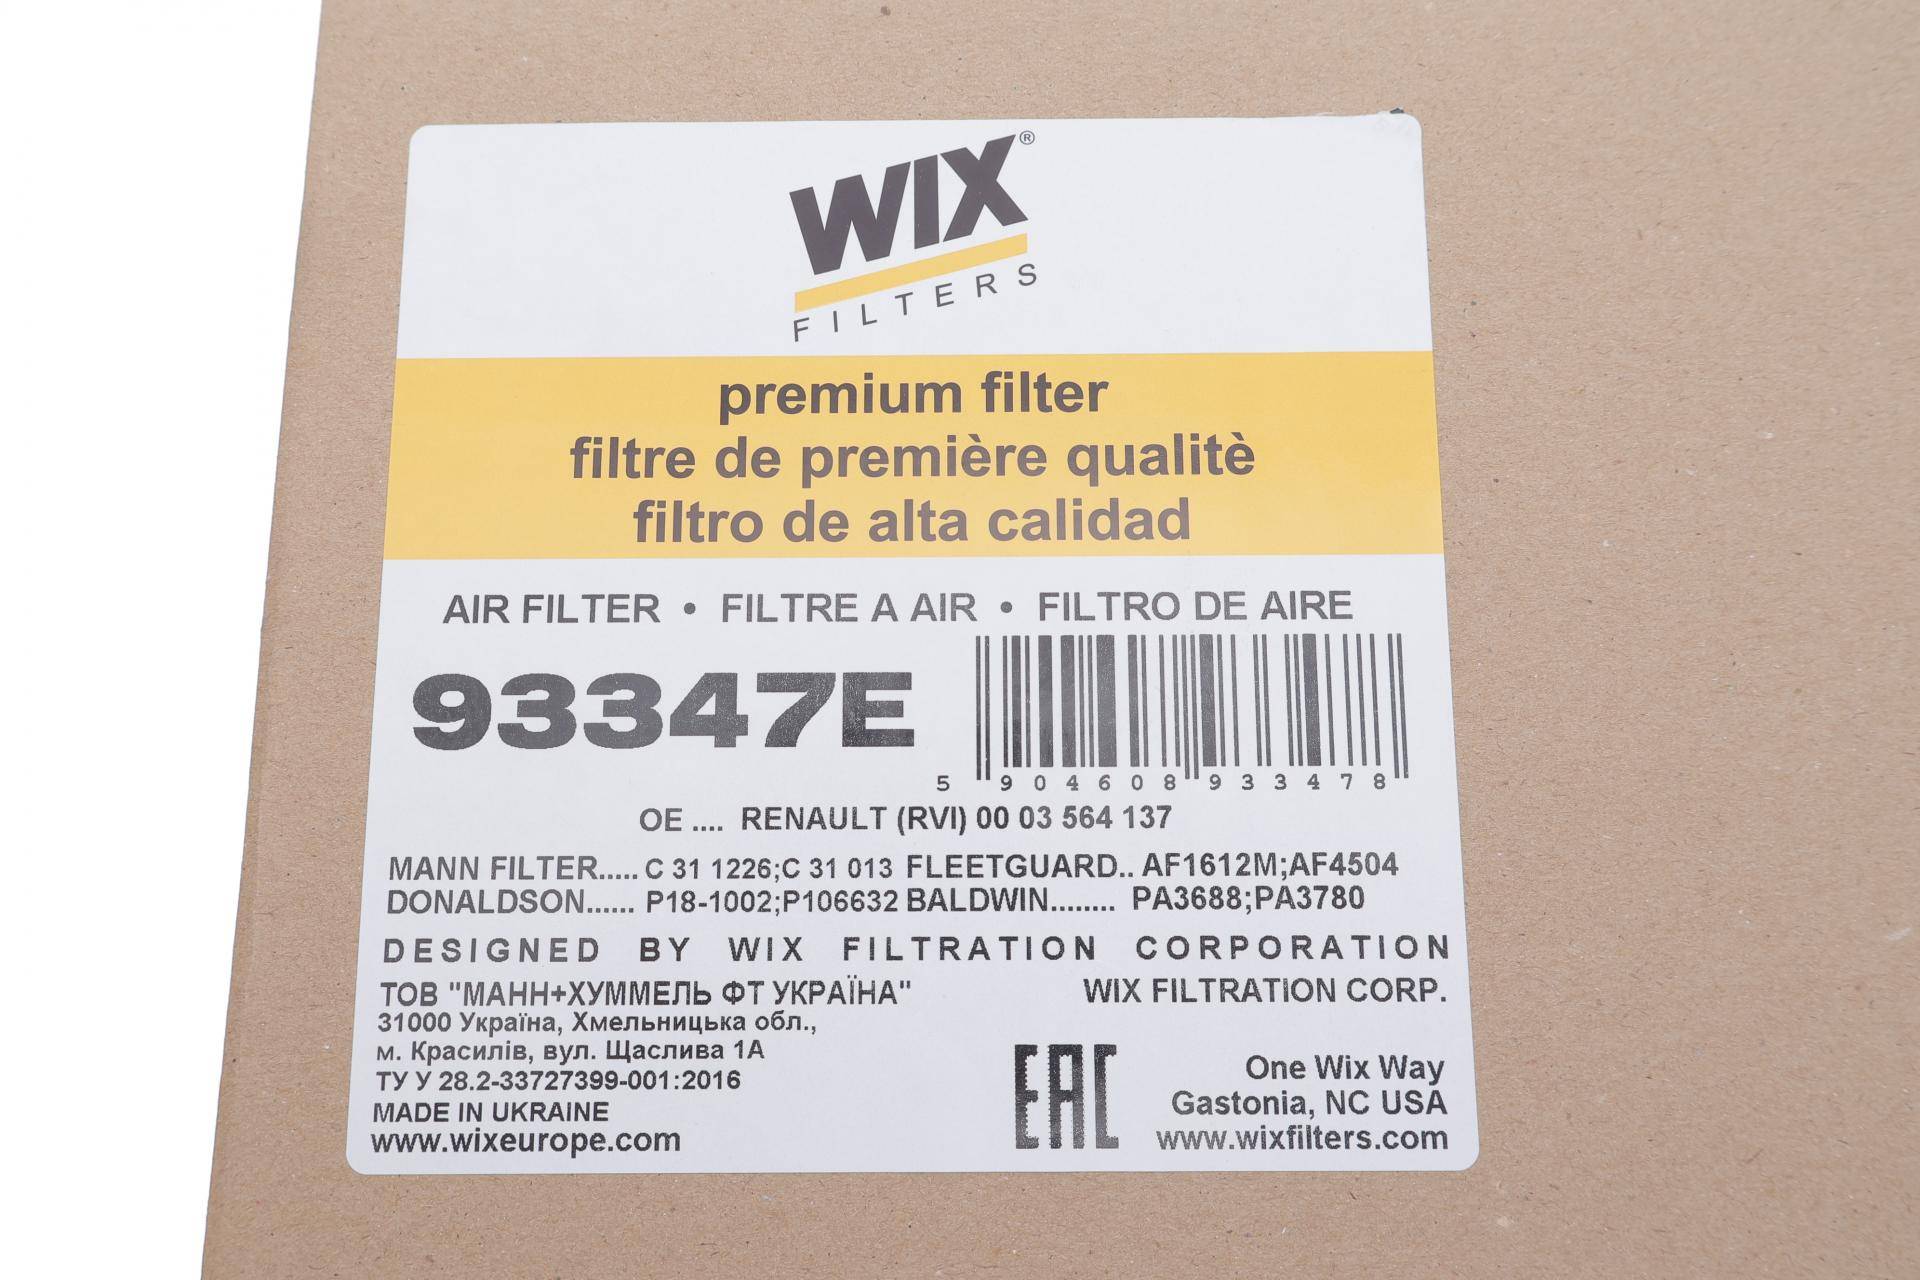 WIX®
FILTERS
premium filter
filtre de première qualitè
filtro de alta calidad
AIR FILTER • FILTRE A AIR • FILTRO DE AIRE
93347E
5 904608 933478
OE .... RENAULT (RVI) 00 03 564 137
MANN FILTER..... C 31 1226;C 31 013 FLEETGUARD.. AF1612M;AF4504
DONALDSON...... P18-1002;P106632 BALDWIN........ PA3688;PA3780
DESIGNED BY WIX FILTRATION CORPORATION
ТОВ "МАНН+ХУММЕЛЬ ФТ УКРАЇНА"
31000 Україна, Хмельницька обл.,
м. Красилів, вул. Щаслива 1А
ТУ У 28.2-33727399-001:2016
MADE IN UKRAINE
www.wixeurope.com
EAC
WIX FILTRATION CORP.
One Wix Way
Gastonia, NC USA
www.wixfilters.com